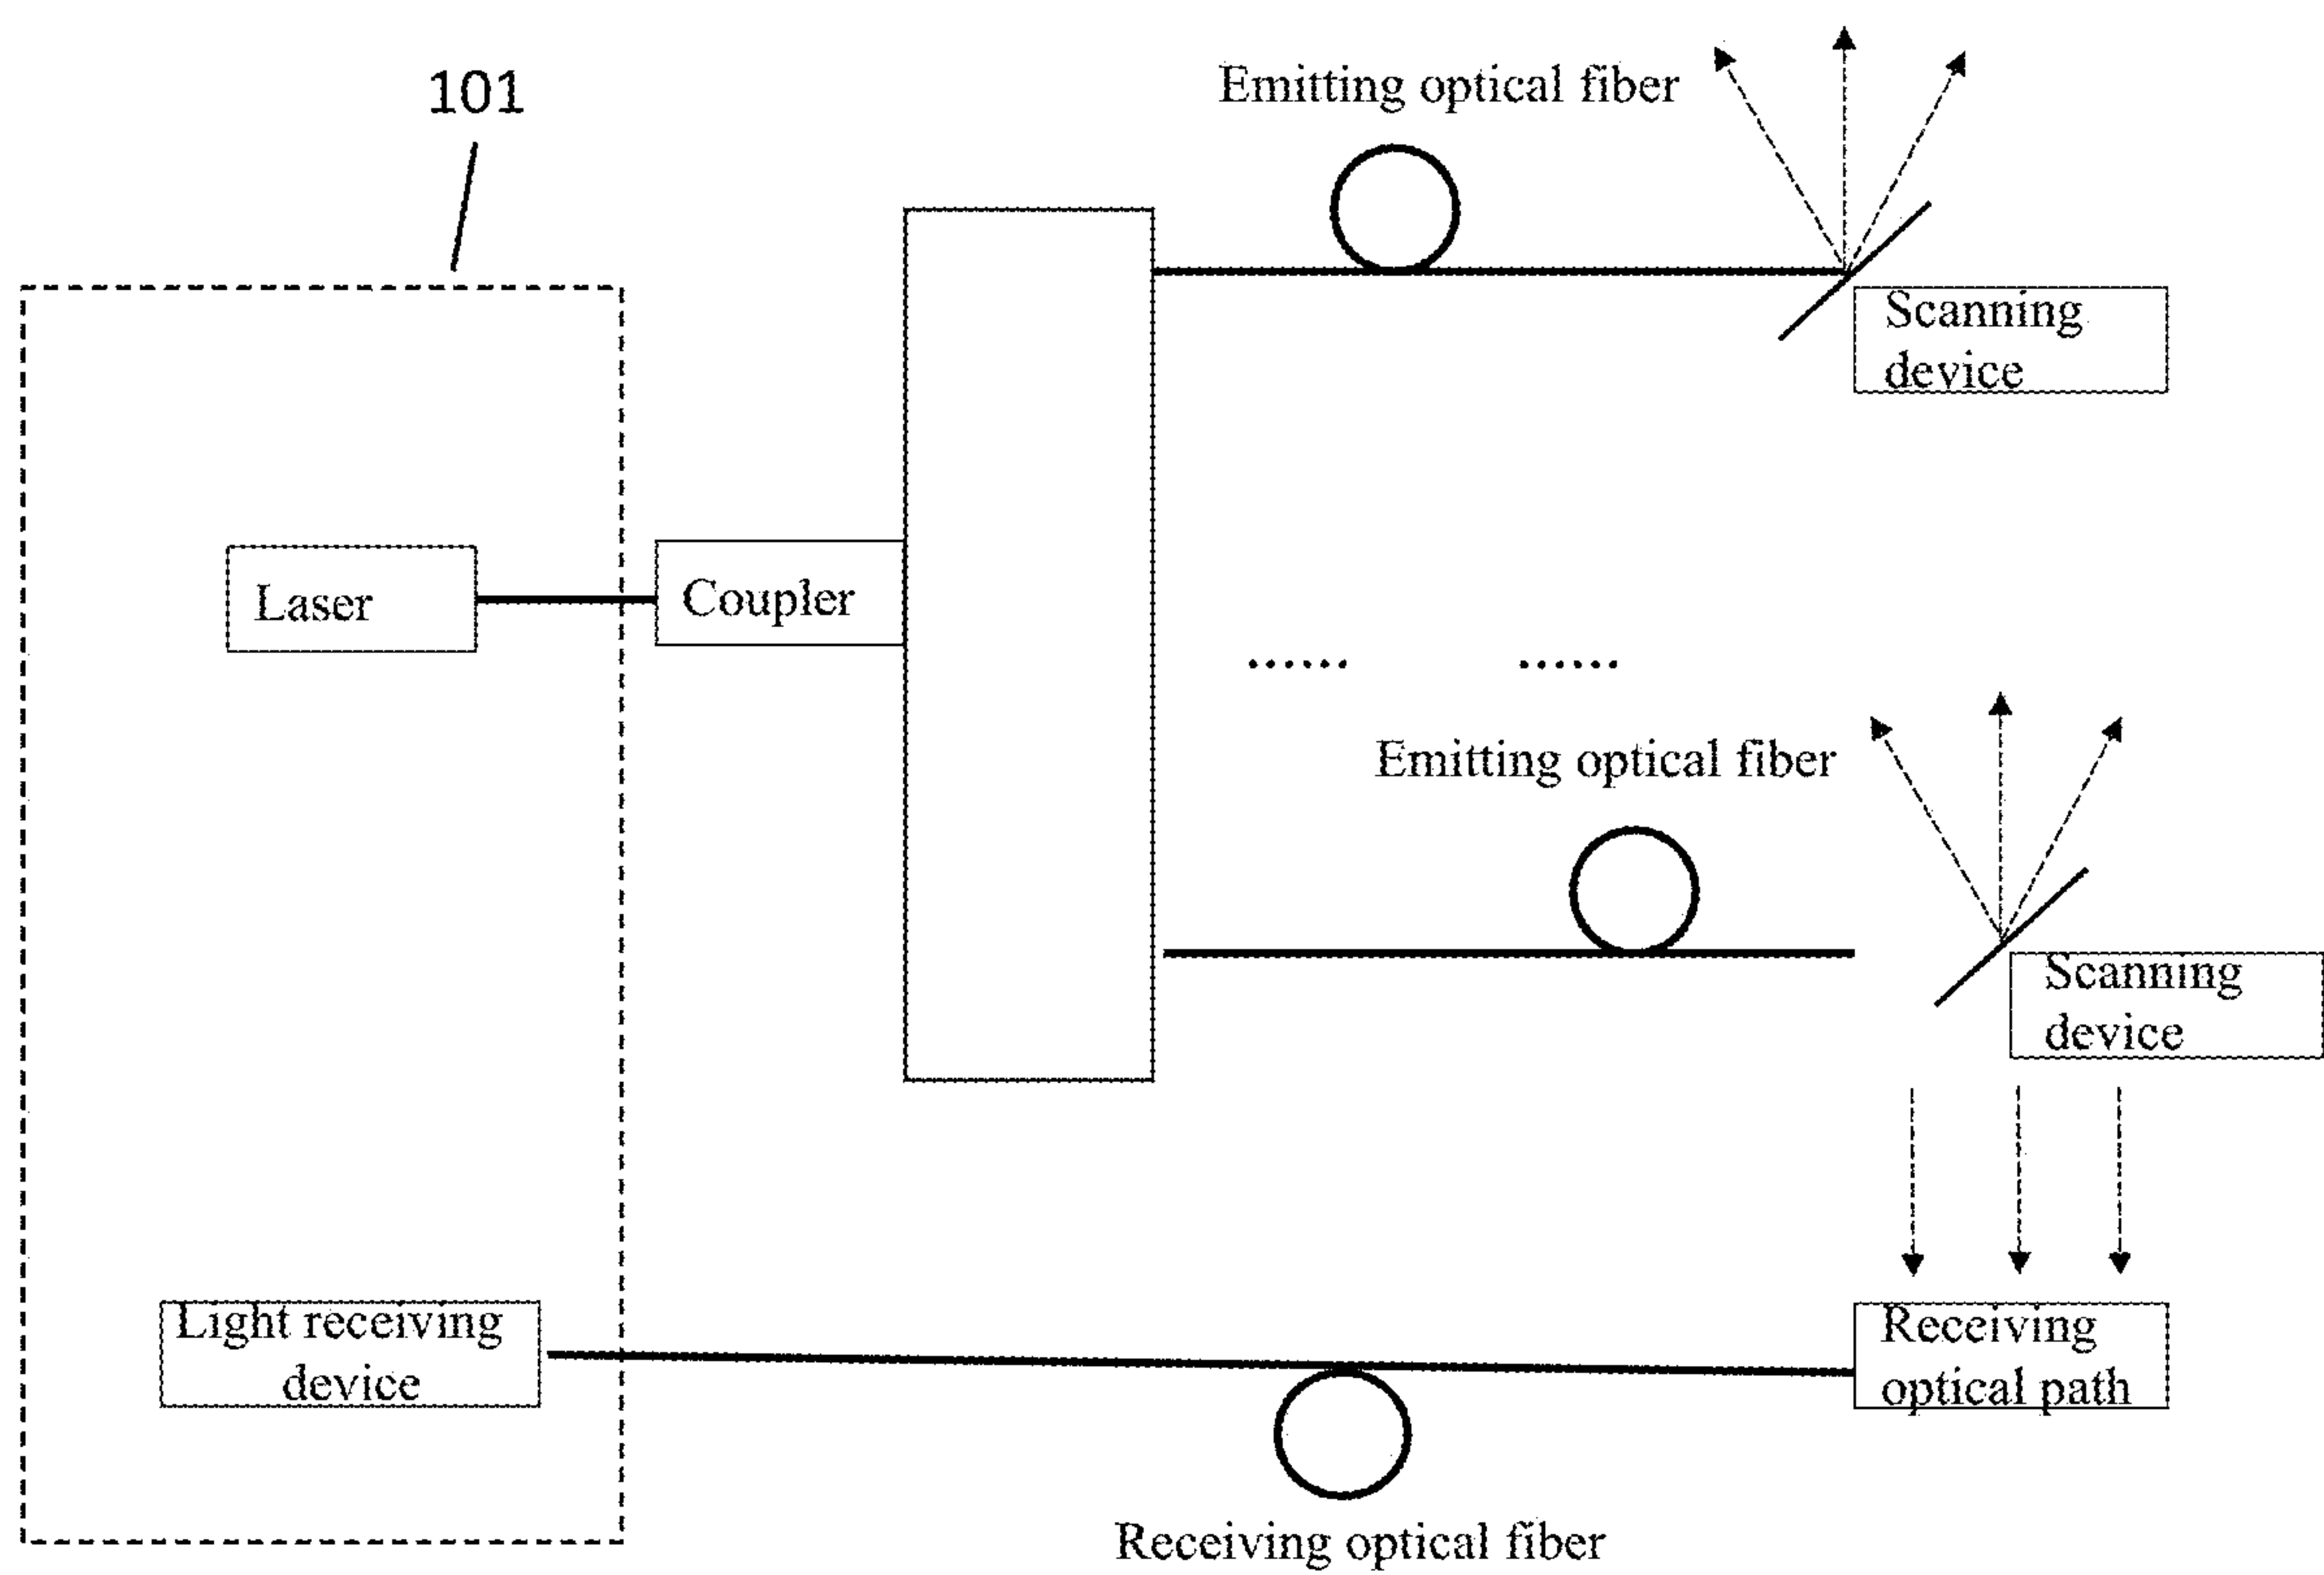 101
Emitting optical fiber
Scanning
device
Laser
Coupler
...... ......
Emitting optical fiber
Scanning
device
Light receiving
device
Receiving
optical path
Receiving optical fiber